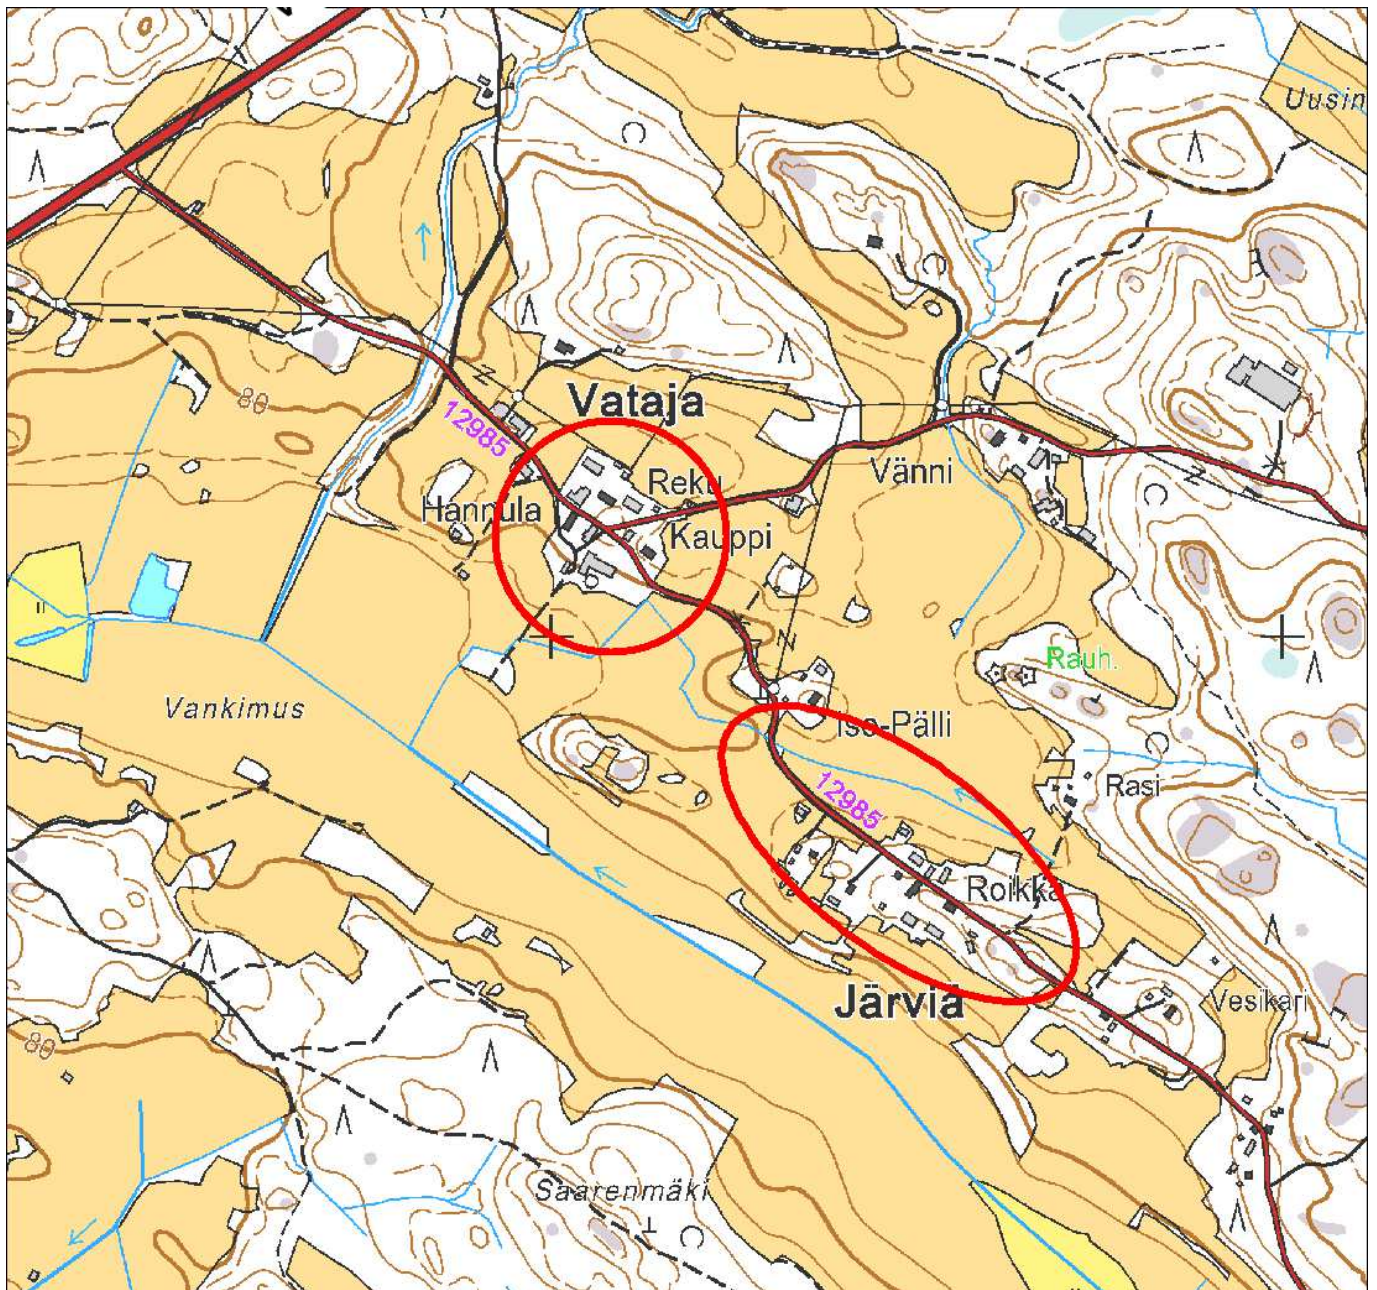 Uusin
80
Vataja
12985
Vänni
Reku
Hannula
Kauppi
II
Rauh.
Vankimus
Iso-Pälli
12985
Rasi
Roikka
Järviä
Vesikari
80
Saarenmäki